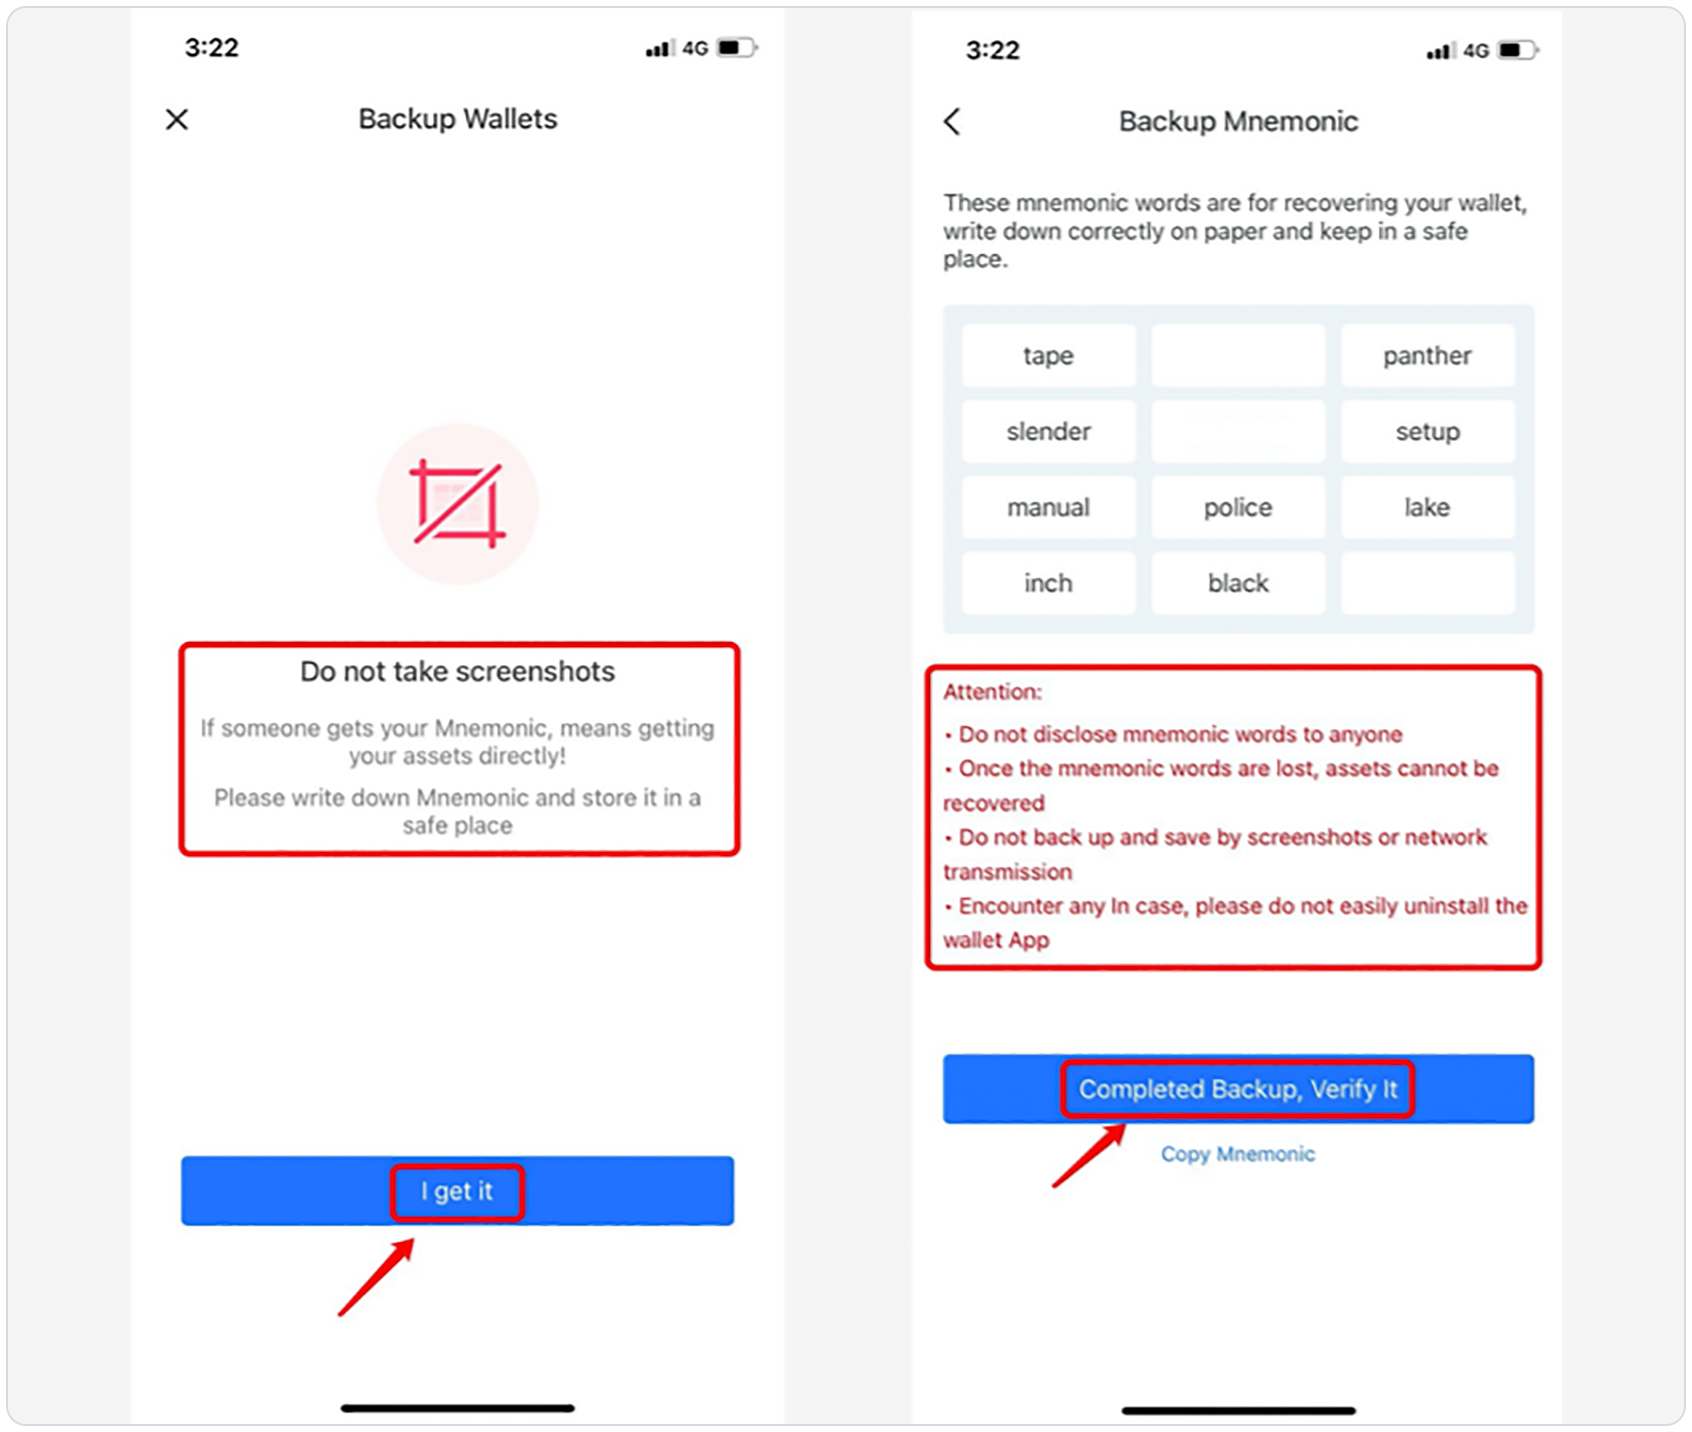 3:22
4G
Backup Wallets
Do not take screenshots
If someone gets your Mnemonic, means getting
your assets directly!
Please write down Mnemonic and store it in a
safe place
I get it
3:22
4G
Backup Mnemonic
These mnemonic words are for recovering your wallet,
write down correctly on paper and keep in a safe
place.
tape panther
slender setup
manual police lake
inch black
Attention:
• Do not disclose mnemonic words to anyone
• Once the mnemonic words are lost, assets cannot be
recovered
• Do not back up and save by screenshots or network
transmission
• Encounter any In case, please do not easily uninstall the
wallet App
Completed Backup, Verify It
Copy Mnemonic